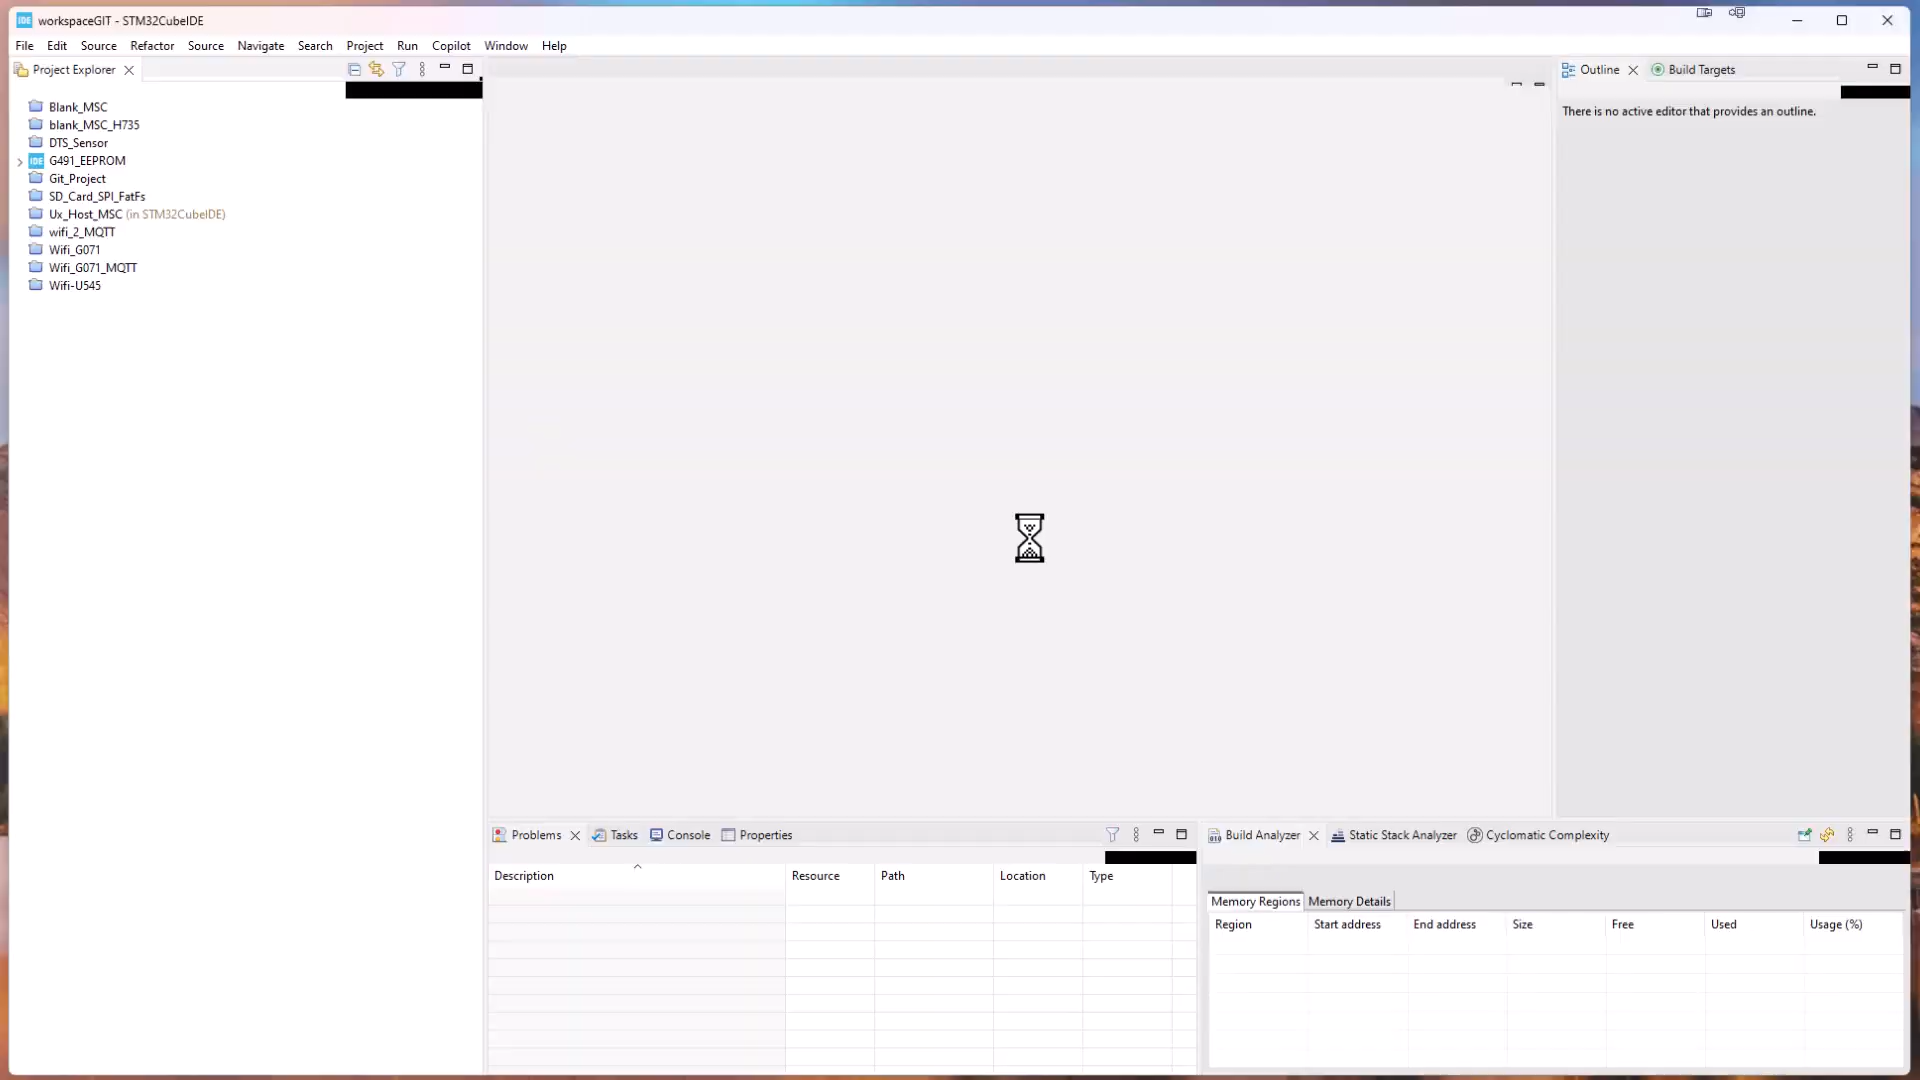 IDE workspaceGIT - STM32CubeIDE
File Edit Source Refactor Source Navigate Search Project Run Copilot Window Help
Project Explorer
Blank_MSC
blank_MSC_H735
DTS_Sensor
IDE G491_EEPROM
Git_Project
SD_Card_SPI_FatFs
Ux_Host_MSC (in STM32CubeIDE)
wifi_2_MQTT
Wifi_G071
Wifi_G071_MQTT
Wifi-U545
Outline Build Targets
There is no active editor that provides an outline.
Problems Tasks Console Properties
Description Resource Path Location Type
Build Analyzer Static Stack Analyzer Cyclomatic Complexity
Memory Regions Memory Details
Region Start address End address Size Free Used Usage (%)